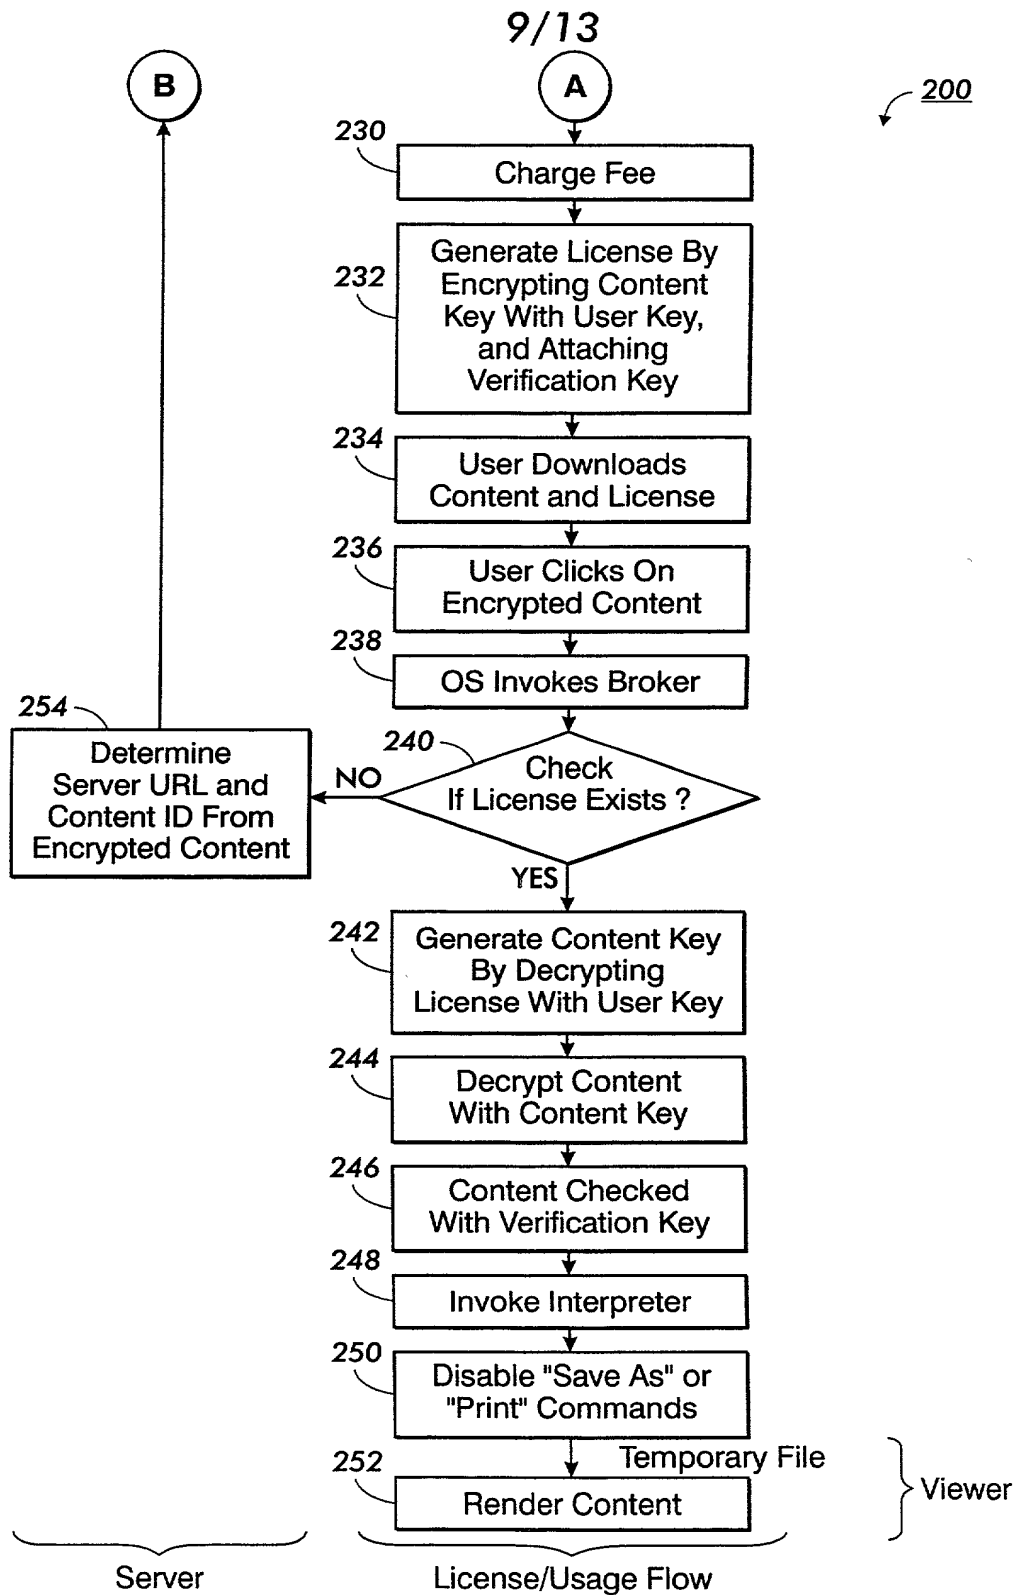 9/13
B
A
200
230
Charge Fee
232
Generate License By
Encrypting Content
Key With User Key,
and Attaching
Verification Key
234
User Downloads
Content and License
236
User Clicks On
Encrypted Content
238
OS Invokes Broker
254
Determine
Server URL and
Content ID From
Encrypted Content
NO
240
Check
If License Exists ?
YES
242
Generate Content Key
By Decrypting
License With User Key
244
Decrypt Content
With Content Key
246
Content Checked
With Verification Key
248
Invoke Interpreter
250
Disable "Save As" or
"Print" Commands
Temporary File
252
Render Content
Viewer
Server
License/Usage Flow